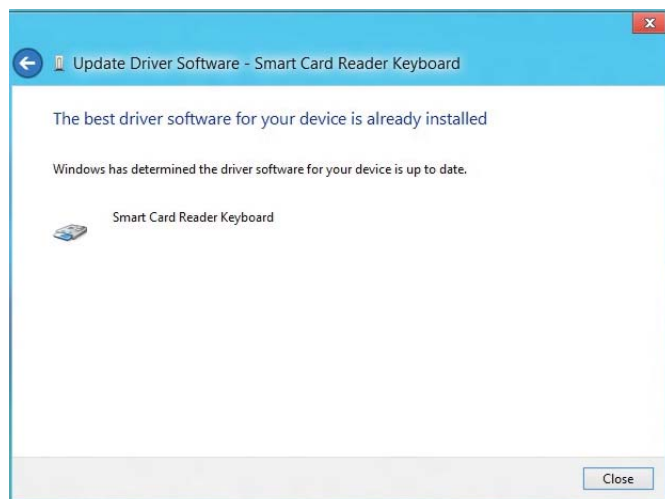 Update Driver Software - Smart Card Reader Keyboard
The best driver software for your device is already installed
Windows has determined the driver software for your device is up to date.
Smart Card Reader Keyboard
Close